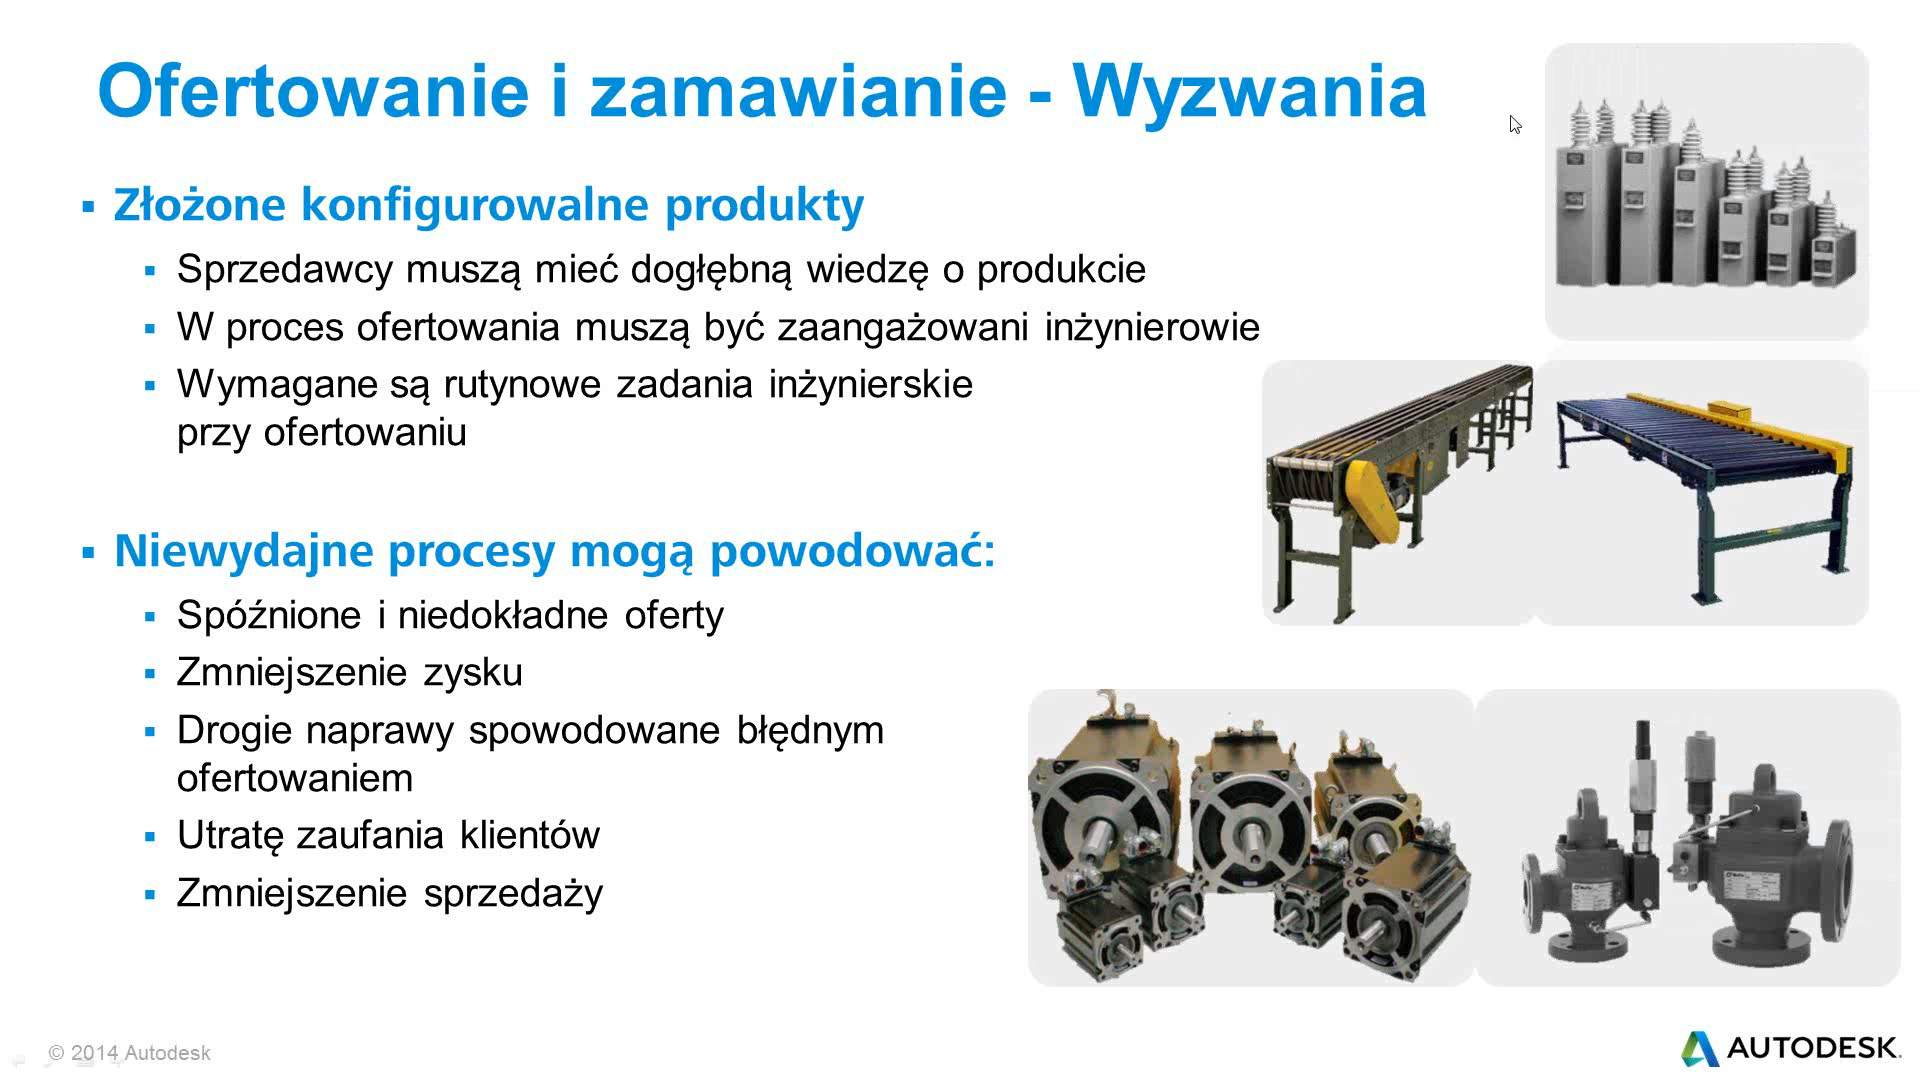 Ofertowanie i zamawianie - Wyzwania
▪ Złożone konfigurowalne produkty
▪ Sprzedawcy muszą mieć dogłębną wiedzę o produkcie
▪ W proces ofertowania muszą być zaangażowani inżynierowie
▪ Wymagane są rutynowe zadania inżynierskie
przy ofertowaniu
▪ Niewydajne procesy mogą powodować:
▪ Spóźnione i niedokładne oferty
▪ Zmniejszenie zysku
▪ Drogie naprawy spowodowane błędnym
ofertowaniem
▪ Utratę zaufania klientów
▪ Zmniejszenie sprzedaży
© 2014 Autodesk
AUTODESK.